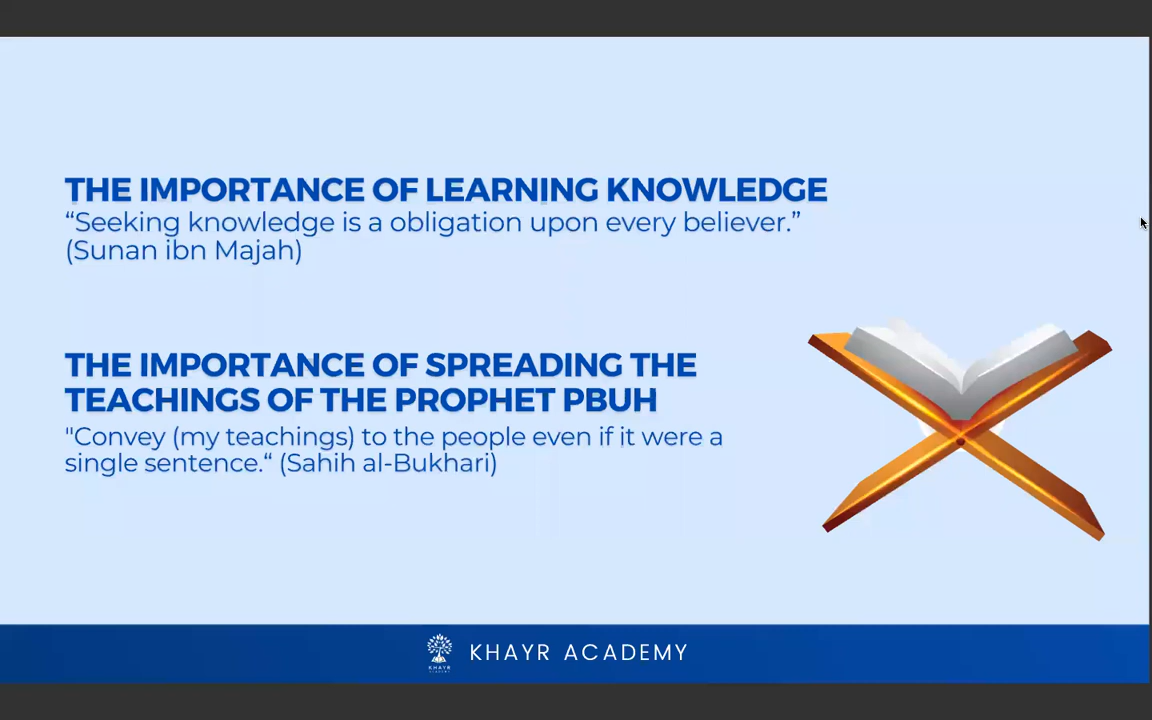 THE IMPORTANCE OF LEARNING KNOWLEDGE
“Seeking knowledge is a obligation upon every believer.”
(Sunan ibn Majah)
THE IMPORTANCE OF SPREADING THE
TEACHINGS OF THE PROPHET PBUH
"Convey (my teachings) to the people even if it were a
single sentence.“ (Sahih al-Bukhari)
KHAYR
KHAYR ACADEMY